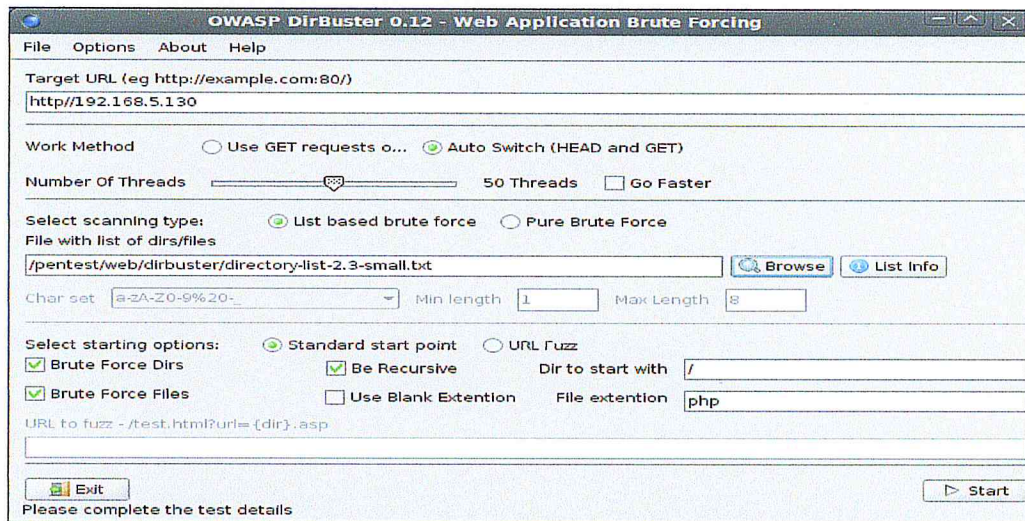 OWASP DirBuster 0.12 - Web Application Brute Forcing
File Options About Help
Target URL (eg http://example.com:80/)
http//192.168.5.130
Work Method Use GET requests o... Auto Switch (HEAD and GET)
Number Of Threads 50 Threads Go Faster
Select scanning type: List based brute force Pure Brute Force
File with list of dirs/files
/pentest/web/dirbuster/directory-list-2.3-small.txt Browse List Info
Char set a-zA-Z0-9%20-_ Min length 1 Max Length 8
Select starting options: Standard start point URL Fuzz
Brute Force Dirs Be Recursive Dir to start with /
Brute Force Files Use Blank Extention File extention php
URL to fuzz - /test.html?url={dir}.asp
Exit Start
Please complete the test details